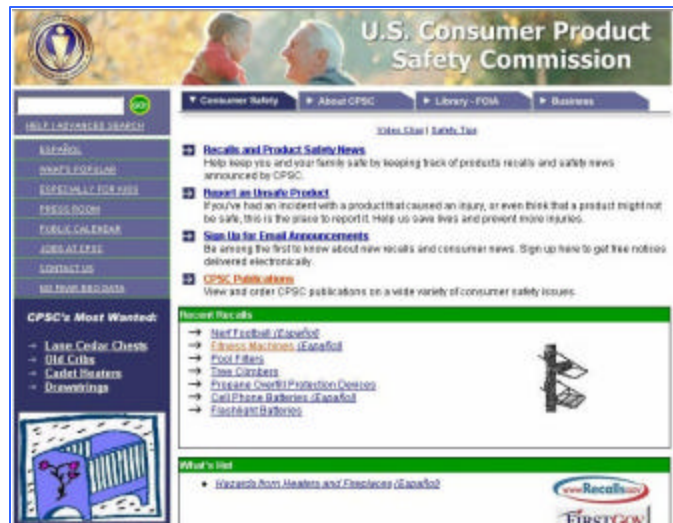 U.S. Consumer Product
Safety Commission
GO!
HELP | ADVANCED SEARCH
▼ Consumer Safety
► About CPSC
► Library - FOIA
► Business
Video Clips | Safety Tips
ESPAÑOL
WHAT'S POPULAR
ESPECIALLY FOR KIDS
PRESS ROOM
PUBLIC CALENDAR
JOBS AT CPSC
CONTACT US
NO FEAR EEO DATA
CPSC's Most Wanted:
→ Lane Cedar Chests
→ Old Cribs
→ Cadet Heaters
→ Drawstrings
Recalls and Product Safety News
Help keep you and your family safe by keeping track of products recalls and safety news
announced by CPSC.
Report an Unsafe Product
If you've had an incident with a product that caused an injury, or even think that a product might not
be safe, this is the place to report it. Help us save lives and prevent more injuries.
Sign Up for Email Announcements
Be among the first to know about new recalls and consumer news. Sign up here to get free notices
delivered electronically.
CPSC Publications
View and order CPSC publications on a wide variety of consumer safety issues.
Recent Recalls
→ Nerf Football (Español)
→ Fitness Machines (Español)
→ Pool Filters
→ Tree Climbers
→ Propane Overfill Protection Devices
→ Cell Phone Batteries (Español)
→ Flashlight Batteries
What's Hot
• Hazards from Heaters and Fireplaces (Español)
www.Recalls.gov
FIRSTGOV